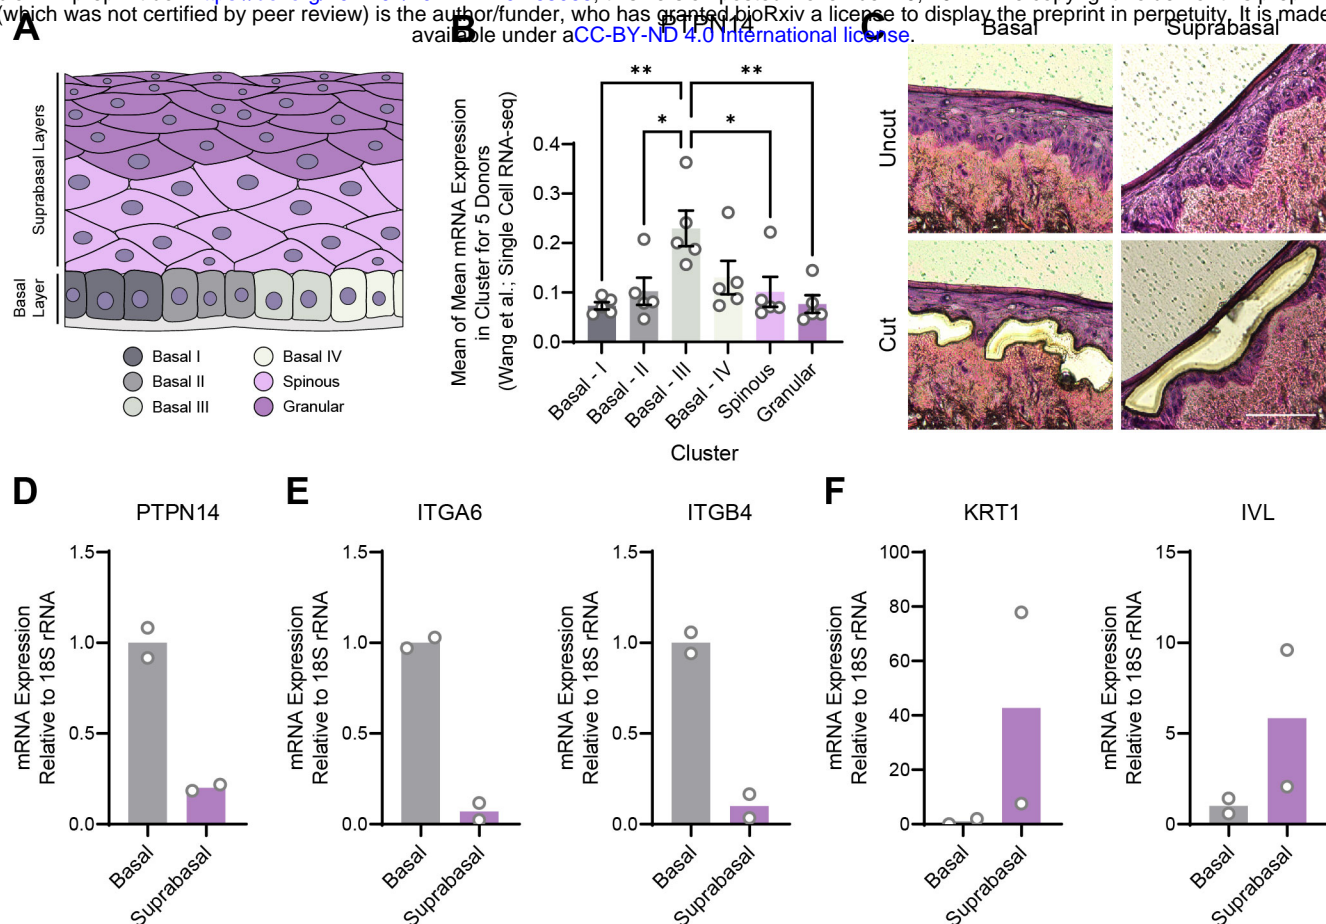 (which was not certified by peer review) is the author/funder, who has granted bioRxiv a license to display the preprint in perpetuity. It is made
available under aCC-BY-ND 4.0 International license.
A
Suprabasal Layers
Basal
Layer
Basal I
Basal II
Basal III
Basal IV
Spinous
Granular
B
PTPN14
Mean of Mean mRNA Expression
in Cluster for 5 Donors
(Wang et al.; Single Cell RNA-seq)
** **
* *
0.4
0.3
0.2
0.1
0.0
Basal - I
Basal - II
Basal - III
Basal - IV
Spinous
Granular
Cluster
C
Basal
Suprabasal
Uncut
Cut
D
PTPN14
mRNA Expression
Relative to 18S rRNA
1.5
1.0
0.5
0.0
Basal
Suprabasal
E
ITGA6
mRNA Expression
Relative to 18S rRNA
1.5
1.0
0.5
0.0
Basal
Suprabasal
ITGB4
mRNA Expression
Relative to 18S rRNA
1.5
1.0
0.5
0.0
Basal
Suprabasal
F
KRT1
mRNA Expression
Relative to 18S rRNA
100
80
60
40
20
0
Basal
Suprabasal
IVL
mRNA Expression
Relative to 18S rRNA
15
10
5
0
Basal
Suprabasal